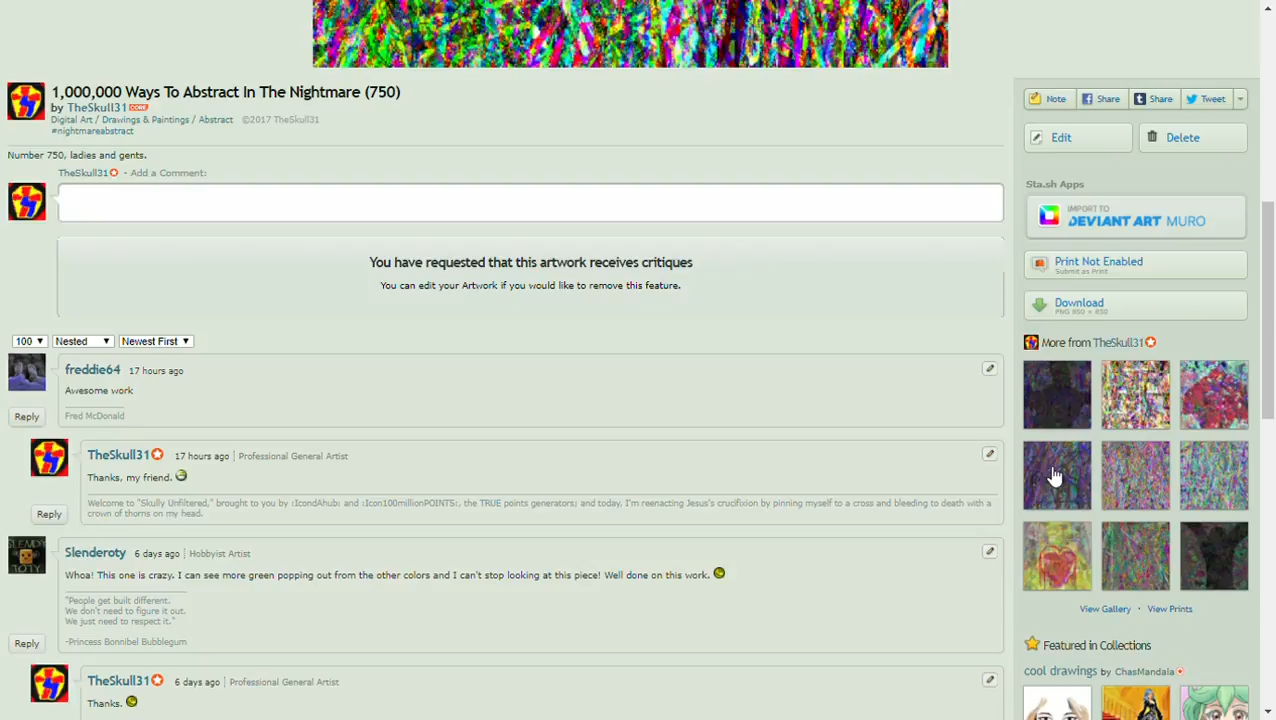 1,000,000 Ways To Abstract In The Nightmare (750)
by TheSkull31 CORE
Digital Art / Drawings & Paintings / Abstract ©2017 TheSkull31
#nightmareabstract
Number 750, ladies and gents.
TheSkull31 - Add a Comment:
You have requested that this artwork receives critiques
You can edit your Artwork if you would like to remove this feature.
100 ▼ Nested ▼ Newest First ▼
freddie64 17 hours ago
Awesome work
Fred McDonald
Reply
TheSkull31 17 hours ago | Professional General Artist
Thanks, my friend.
Welcome to "Skully Unfiltered," brought to you by :IcondAhub: and :Icon100millionPOINTS:, the TRUE points generators; and today, I'm reenacting Jesus's crucifixion by pinning myself to a cross and bleeding to death with a
crown of thorns on my head.
Reply
Slenderoty 6 days ago | Hobbyist Artist
Whoa! This one is crazy. I can see more green popping out from the other colors and I can't stop looking at this piece! Well done on this work.
"People get built different.
We don't need to figure it out.
We just need to respect it."
-Princess Bonnibel Bubblegum
Reply
TheSkull31 6 days ago | Professional General Artist
Thanks.
Note Share Share Tweet
Edit Delete
Sta.sh Apps
IMPORT TO
DEVIANT ART MURO
Print Not Enabled
Submit as Print
Download
PNG 850 × 850
More from TheSkull31
View Gallery · View Prints
Featured in Collections
cool drawings by ChasMandala